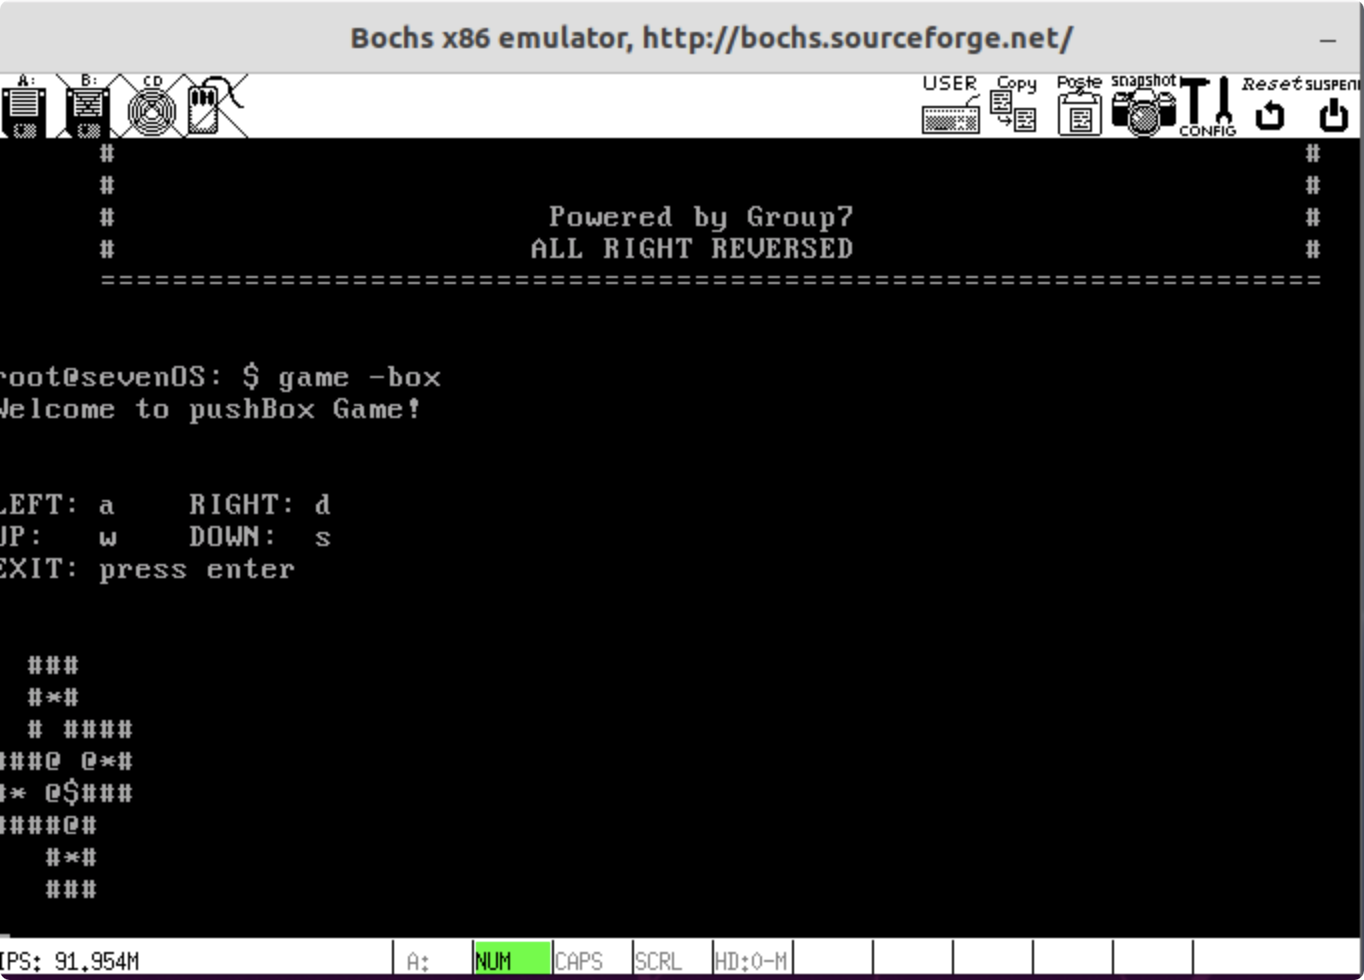 Bochs x86 emulator, http://bochs.sourceforge.net/
A: B: CD USER Copy Paste snapshot CONFIG Reset SUSPEN
# #
# #
# Powered by Group7 #
# ALL RIGHT REVERSED #
====================================================================
root@sevenOS: $ game -box
Welcome to pushBox Game!
LEFT: a RIGHT: d
UP: w DOWN: s
EXIT: press enter
###
#*#
# ####
###@ @*#
#* @$###
####@#
#*#
###
IPS: 91.954M A: NUM CAPS SCRL HD:0-M